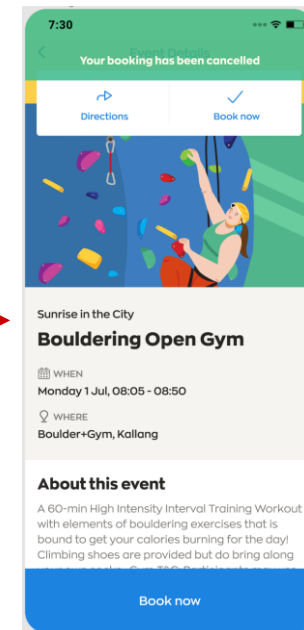 7:30
Event Details
Your booking has been cancelled
Directions
Book now
Sunrise in the City
Bouldering Open Gym
WHEN
Monday 1 Jul, 08:05 - 08:50
WHERE
Boulder+Gym, Kallang
About this event
A 60-min High Intensity Interval Training Workout
with elements of bouldering exercises that is
bound to get your calories burning for the day!
Climbing shoes are provided but do bring along
Book now